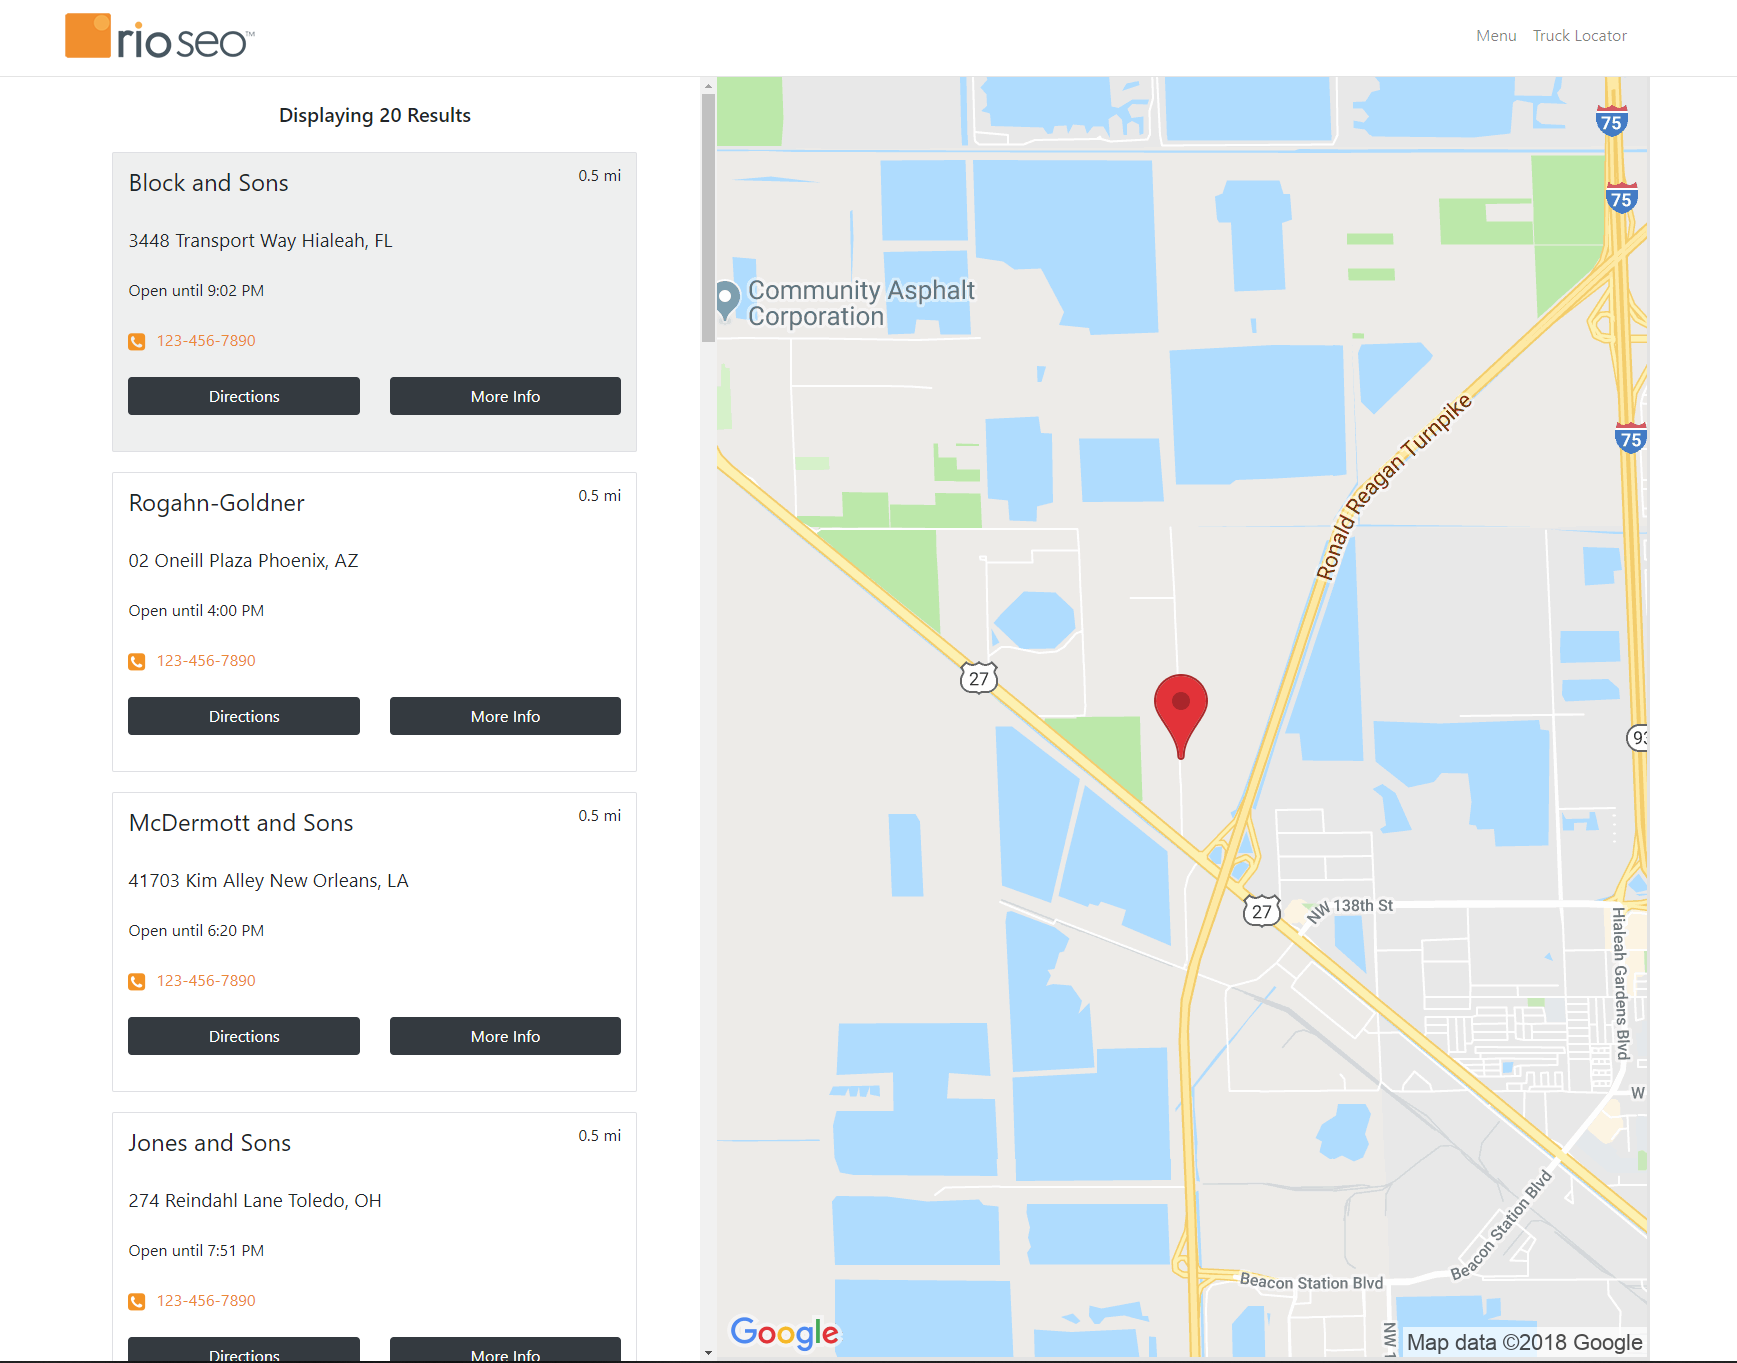 rio seo™
Menu Truck Locator
Displaying 20 Results
Block and Sons
0.5 mi
3448 Transport Way Hialeah, FL
Open until 9:02 PM
123-456-7890
Directions
More Info
Rogahn-Goldner
0.5 mi
02 Oneill Plaza Phoenix, AZ
Open until 4:00 PM
123-456-7890
Directions
More Info
McDermott and Sons
0.5 mi
41703 Kim Alley New Orleans, LA
Open until 6:20 PM
123-456-7890
Directions
More Info
Jones and Sons
0.5 mi
274 Reindahl Lane Toledo, OH
Open until 7:51 PM
123-456-7890
Directions
More Info
75
75
Community Asphalt
Corporation
Ronald Reagan Turnpike
75
27
93
27
NW 138th St
Hialeah Gardens Blvd
W
Beacon Station Blvd
Beacon Station Blvd
NW 1
Google
Map data ©2018 Google